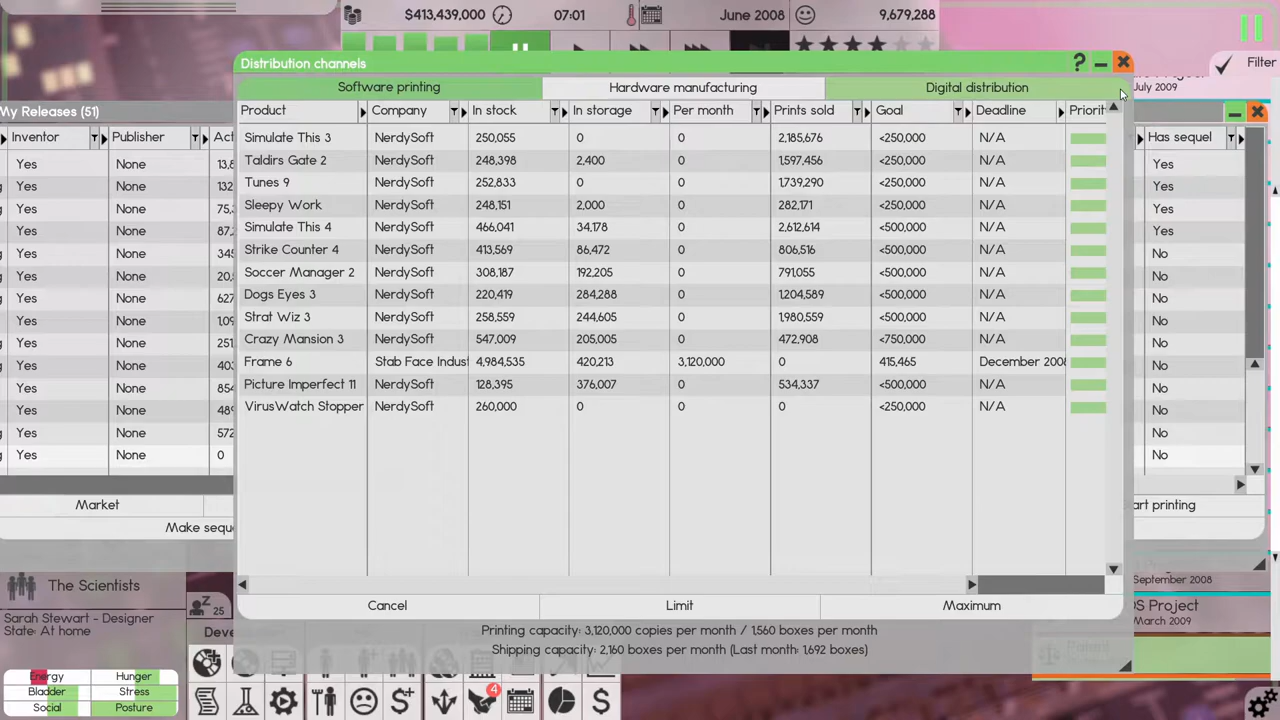 $413,439,000 07:01 June 2008 9,679,288
Filter
July 2009
Distribution channels ?
Software printing Hardware manufacturing Digital distribution
My Releases (51)
Inventor Publisher
Has sequel
Product Company In stock In storage Per month Prints sold Goal Deadline
Simulate This 3 NerdySoft 250,055 0 0 2,185,676 <250,000 N/A
Taldirs Gate 2 NerdySoft 248,398 2,400 0 1,597,456 <250,000 N/A
Tunes 9 NerdySoft 252,833 0 0 1,739,290 <250,000 N/A
Sleepy Work NerdySoft 248,151 2,000 0 282,171 <250,000 N/A
Simulate This 4 NerdySoft 466,041 34,178 0 2,612,614 <500,000 N/A
Strike Counter 4 NerdySoft 413,569 86,472 0 806,516 <500,000 N/A
Soccer Manager 2 NerdySoft 308,187 192,205 0 791,055 <500,000 N/A
Dogs Eyes 3 NerdySoft 220,419 284,288 0 1,204,589 <500,000 N/A
Strat Wiz 3 NerdySoft 258,559 244,605 0 1,980,559 <500,000 N/A
Crazy Mansion 3 NerdySoft 547,009 205,005 0 472,908 <750,000 N/A
Frame 6 Stab Face Indust 4,984,535 420,213 3,120,000 0 415,465 December 2008
Picture Imperfect 11 NerdySoft 128,395 376,007 0 534,337 <500,000 N/A
VirusWatch Stopper NerdySoft 260,000 0 0 0 <250,000 N/A
Yes None
Yes None
Yes None
Yes None
Yes None
Yes None
Yes None
Yes None
Yes None
Yes None
Yes None
Yes None
Yes None
Yes None 0
Yes
Yes
Yes
Yes
No
No
No
No
No
No
No
No
No
No
Market
Make sequ
art printing
Cancel Limit Maximum
Printing capacity: 3,120,000 copies per month / 1,560 boxes per month
Shipping capacity: 2,160 boxes per month (Last month: 1,692 boxes)
The Scientists
Sarah Stewart - Designer
State: At home
Energy Hunger
Bladder Stress
Social Posture
Z 25
Deve
4
September 2008
OS Project
March 2009